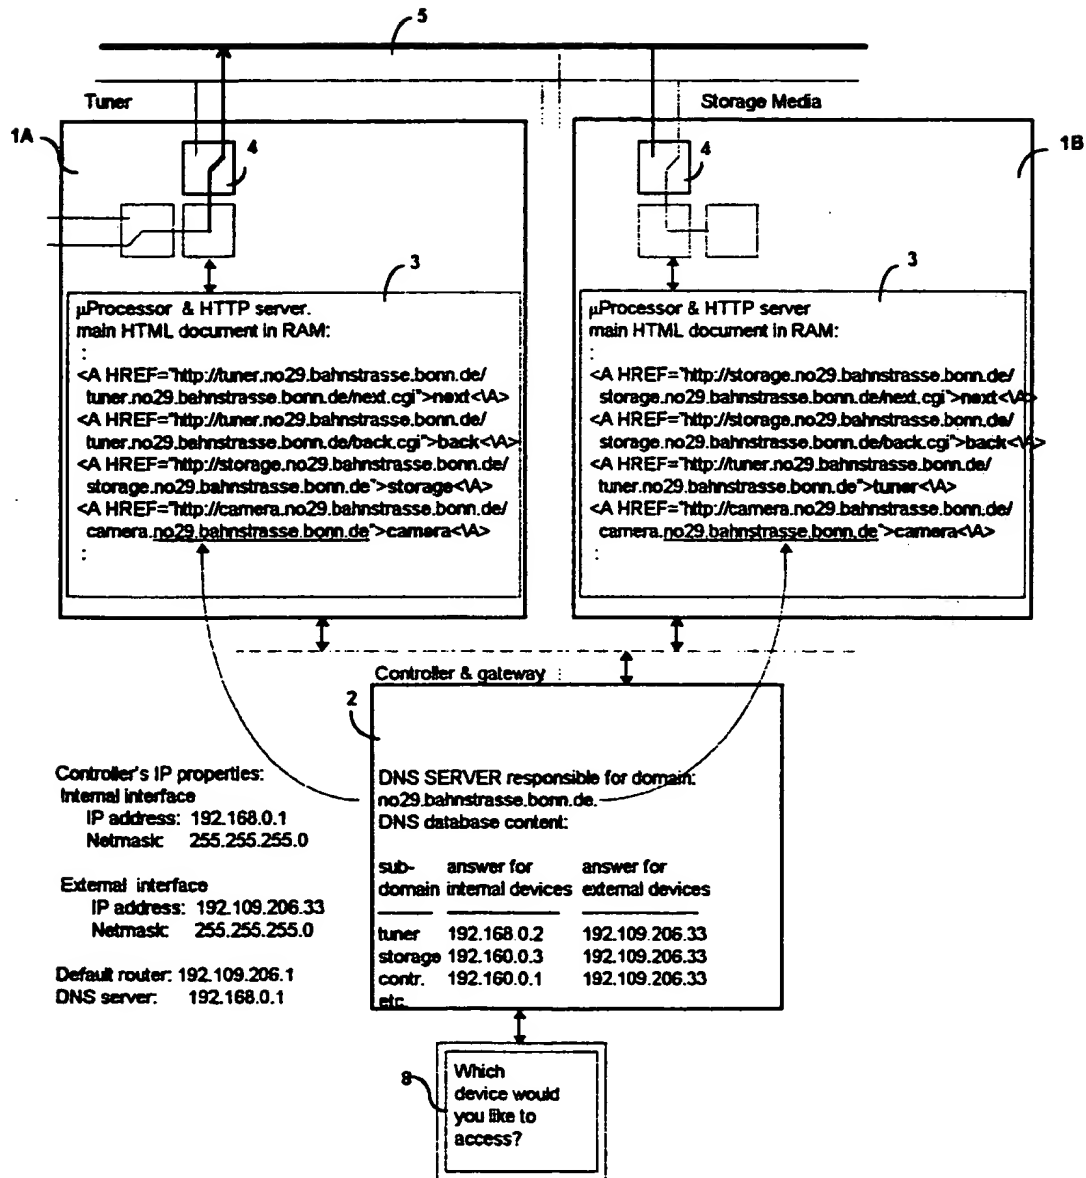 5
Tuner
Storage Media
1A
1B
4
4
3
3
µProcessor & HTTP server.
main HTML document in RAM:
:
<A HREF="http://tuner.no29.bahnstrasse.bonn.de/
tuner.no29.bahnstrasse.bonn.de/next.cgi">next<\A>
<A HREF="http://tuner.no29.bahnstrasse.bonn.de/
tuner.no29.bahnstrasse.bonn.de/back.cgi">back<\A>
<A HREF="http://storage.no29.bahnstrasse.bonn.de/
storage.no29.bahnstrasse.bonn.de">storage<\A>
<A HREF="http://camera.no29.bahnstrasse.bonn.de/
camera.no29.bahnstrasse.bonn.de">camera<\A>
:
µProcessor & HTTP server
main HTML document in RAM:
:
<A HREF="http://storage.no29.bahnstrasse.bonn.de/
storage.no29.bahnstrasse.bonn.de/next.cgi">next<\A>
<A HREF="http://storage.no29.bahnstrasse.bonn.de/
storage.no29.bahnstrasse.bonn.de/back.cgi">back<\A>
<A HREF="http://tuner.no29.bahnstrasse.bonn.de/
tuner.no29.bahnstrasse.bonn.de">tuner<\A>
<A HREF="http://camera.no29.bahnstrasse.bonn.de/
camera.no29.bahnstrasse.bonn.de">camera<\A>
:
Controller & gateway
2
DNS SERVER responsible for domain:
no29.bahnstrasse.bonn.de.
DNS database content:
sub- answer for answer for
domain internal devices external devices
tuner 192.168.0.2 192.109.206.33
storage 192.160.0.3 192.109.206.33
contr. 192.160.0.1 192.109.206.33
etc.
Controller's IP properties:
Internal interface
IP address: 192.168.0.1
Netmask: 255.255.255.0
External interface
IP address: 192.109.206.33
Netmask: 255.255.255.0
Default router: 192.109.206.1
DNS server: 192.168.0.1
8
Which
device would
you like to
access?